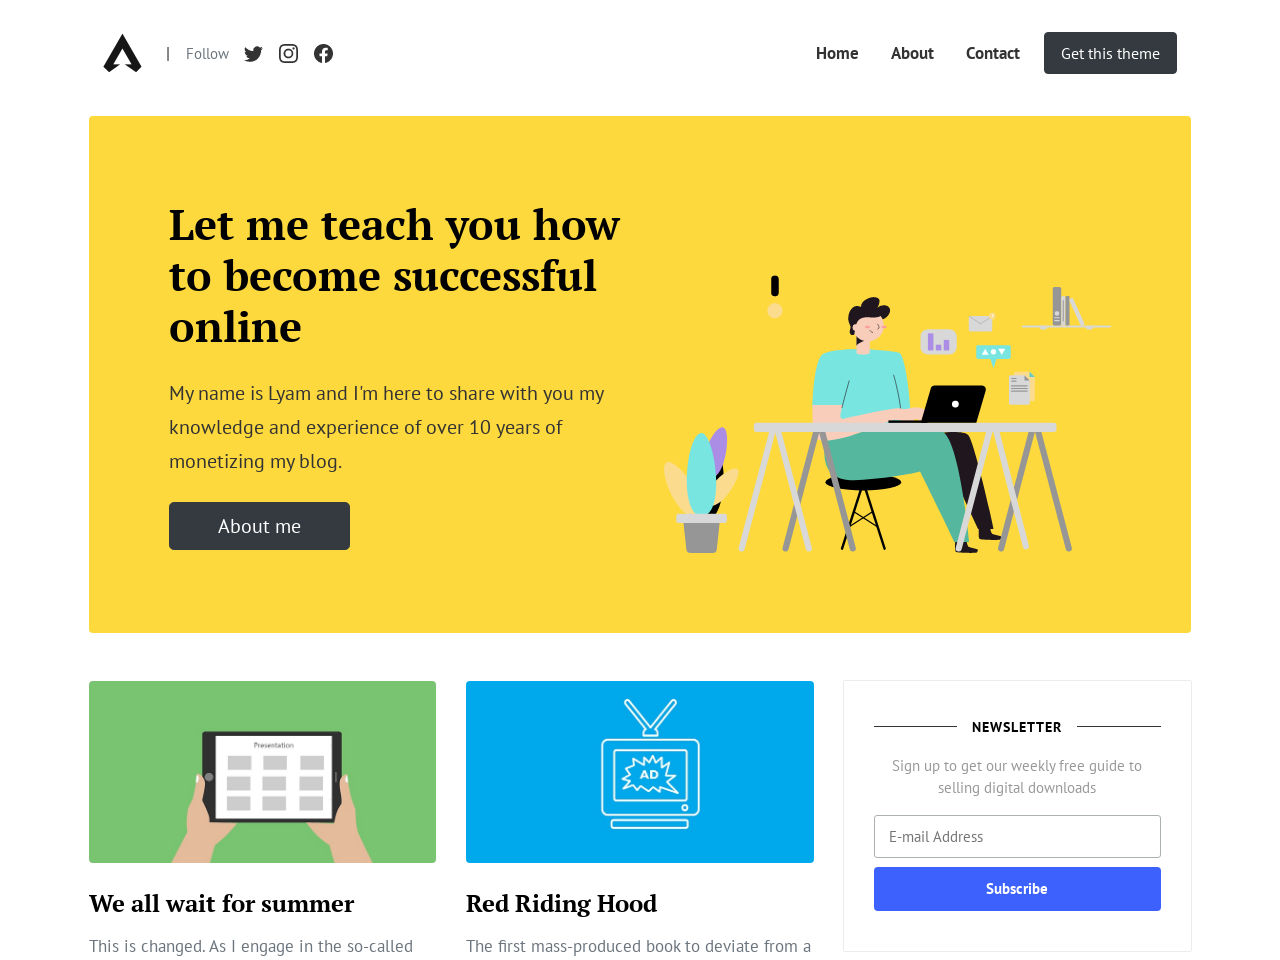 Follow
Home
About
Contact
Get this theme
Let me teach you how
to become successful
online
My name is Lyam and I'm here to share with you my
knowledge and experience of over 10 years of
monetizing my blog.
About me
Presentation
AD
NEWSLETTER
Sign up to get our weekly free guide to
selling digital downloads
E-mail Address
Subscribe
We all wait for summer
This is changed. As I engage in the so-called
Red Riding Hood
The first mass-produced book to deviate from a